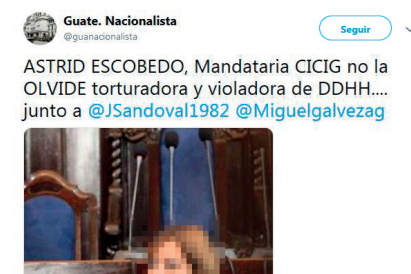 Guate. Nacionalista
@guanacionalista
Seguir
ASTRID ESCOBEDO, Mandataria CICIG no la
OLVIDE torturadora y violadora de DDHH....
junto a @JSandoval1982 @Miguelgalvezag